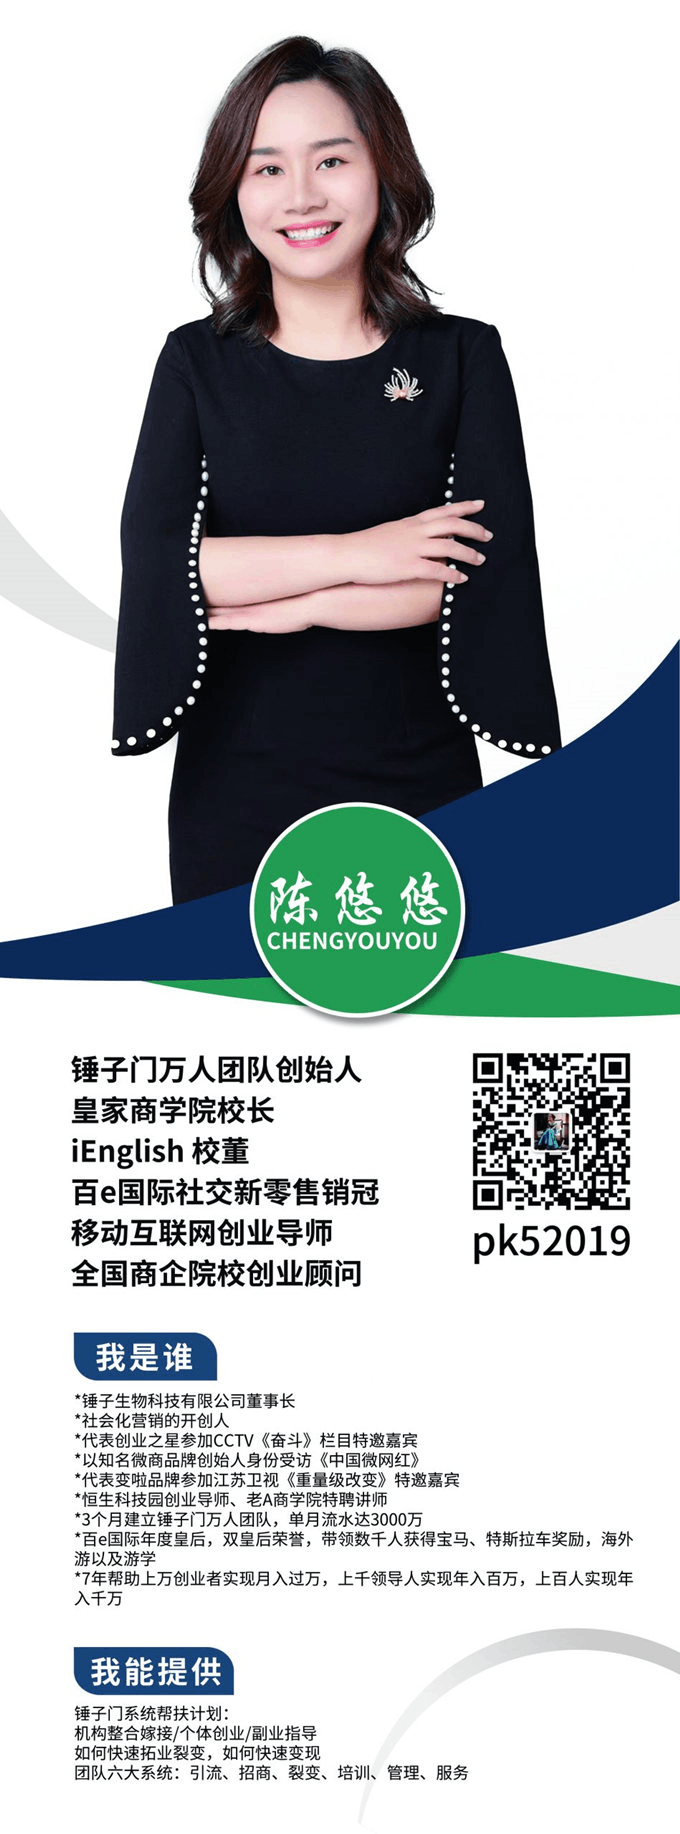 陈悠悠
CHENGYOUYOU
锤子门万人团队创始人
皇家商学院校长
iEnglish 校董
百e国际社交新零售销冠
移动互联网创业导师
全国商企院校创业顾问
pk52019
我是谁
*锤子生物科技有限公司董事长
*社会化营销的开创人
*代表创业之星参加CCTV《奋斗》栏目特邀嘉宾
*以知名微商品牌创始人身份受访《中国微网红》
*代表变啦品牌参加江苏卫视《重量级改变》特邀嘉宾
*恒生科技园创业导师、老A商学院特聘讲师
*3个月建立锤子门万人团队，单月流水达3000万
*百e国际年度皇后，双皇后荣誉，带领数千人获得宝马、特斯拉车奖励，海外
游以及游学
*7年帮助上万创业者实现月入过万，上千领导人实现年入百万，上百人实现年
入千万
我能提供
锤子门系统帮扶计划：
机构整合嫁接/个体创业/副业指导
如何快速拓业裂变，如何快速变现
团队六大系统：引流、招商、裂变、培训、管理、服务